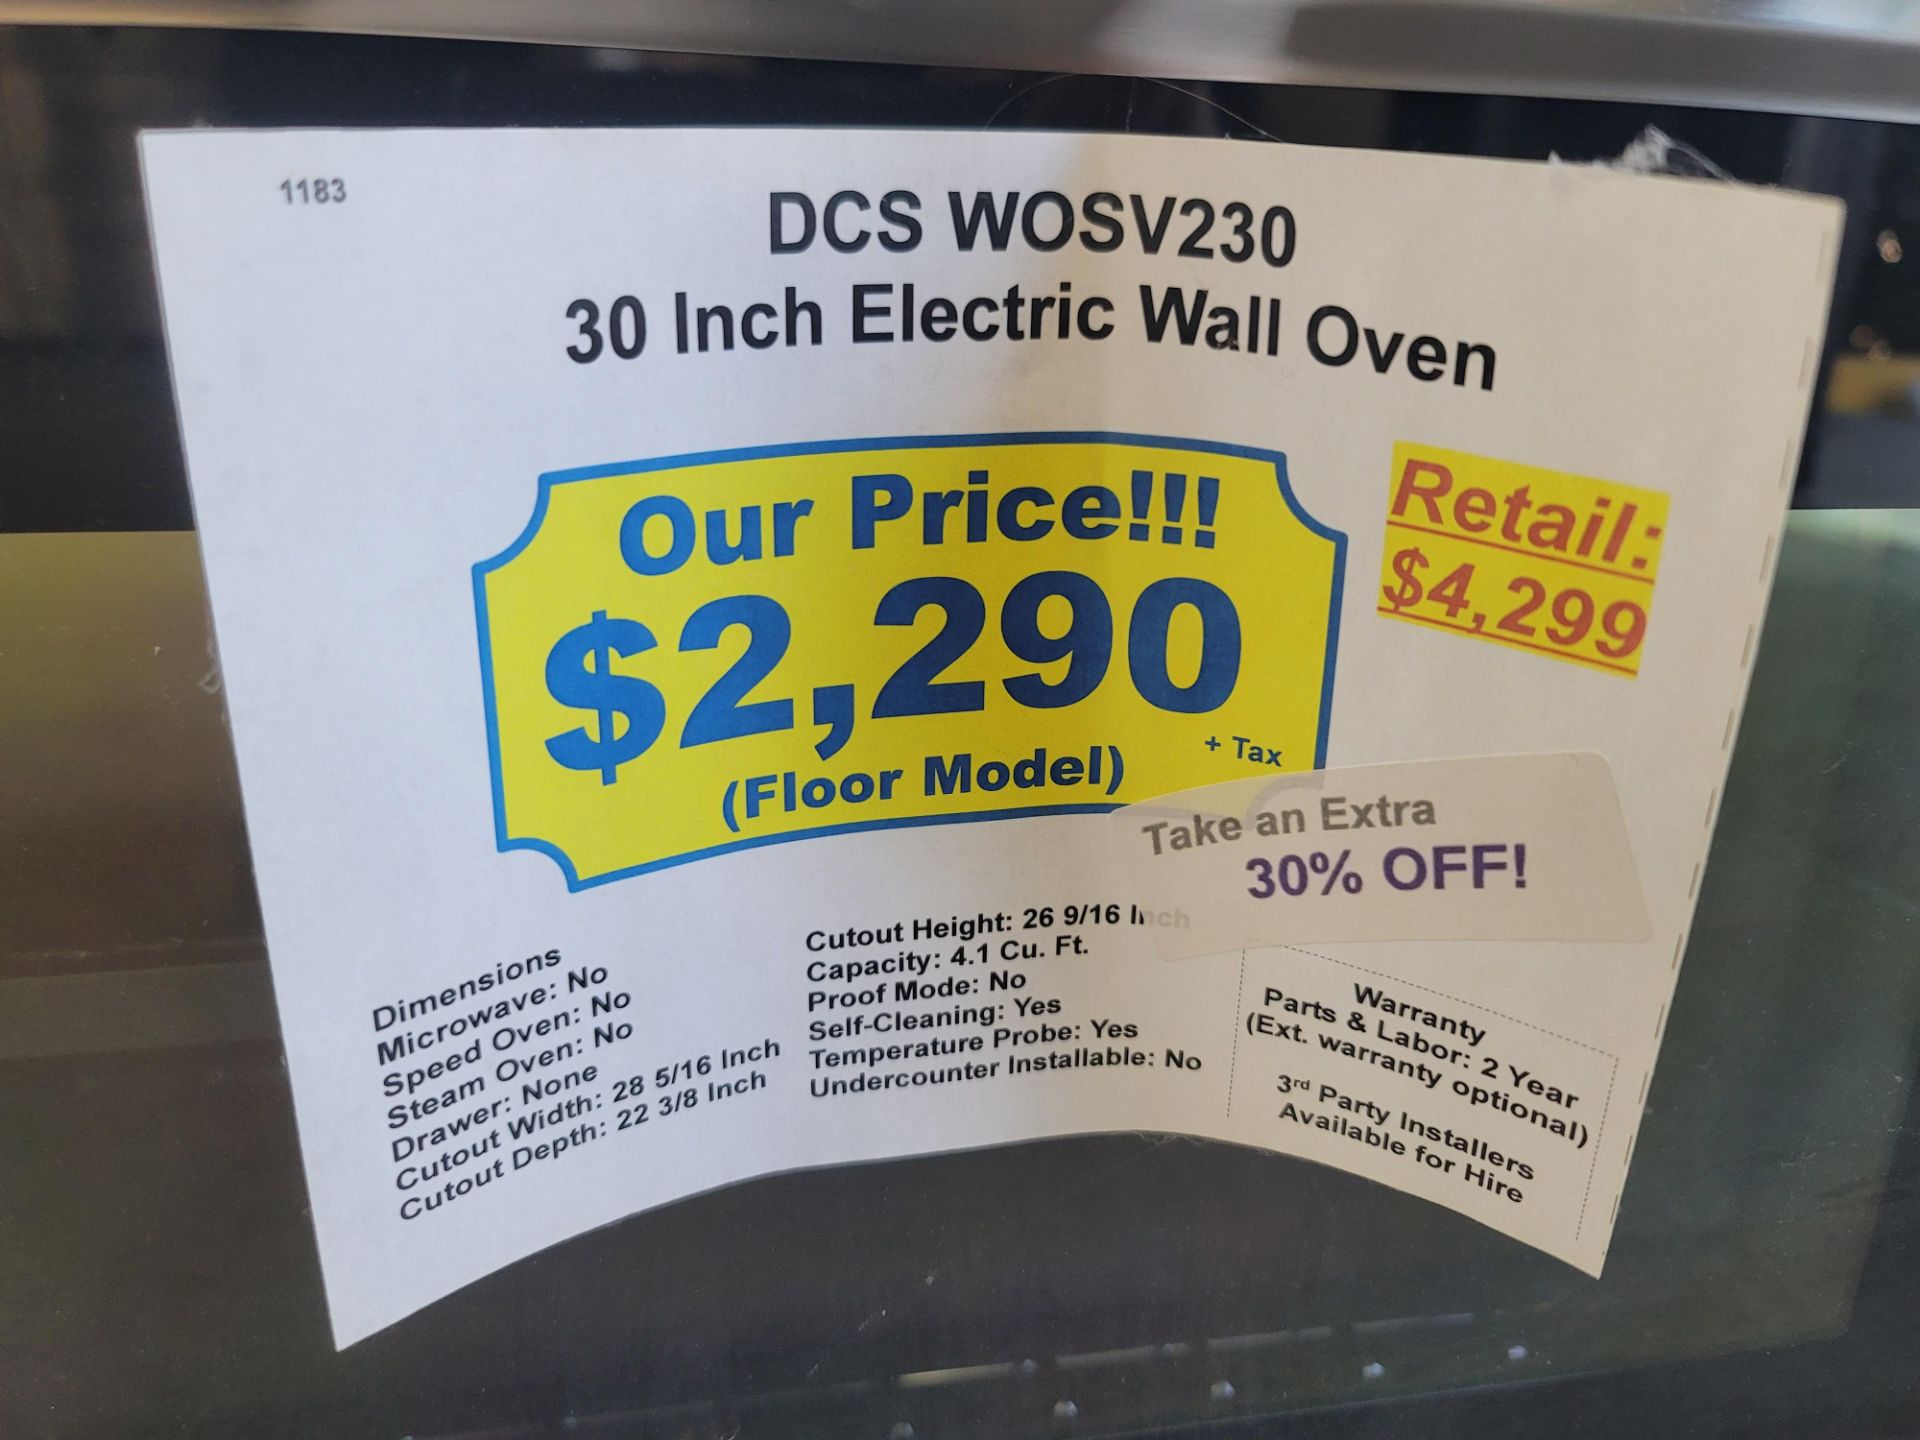 1183
DCS WOSV230
30 Inch Electric Wall Oven
Our Price!!!
$2,290
+ Tax
(Floor Model)
Retail:
$4,299
Take an Extra
30% OFF!
Dimensions
Microwave: No
Speed Oven: No
Steam Oven: No
Drawer: None
Cutout Width: 28 5/16 Inch
Cutout Depth: 22 3/8 Inch
Cutout Height: 26 9/16 Inch
Capacity: 4.1 Cu. Ft.
Proof Mode: No
Self-Cleaning: Yes
Temperature Probe: Yes
Undercounter Installable: No
Warranty
Parts & Labor: 2 Year
(Ext. warranty optional)
3rd Party Installers
Available for Hire